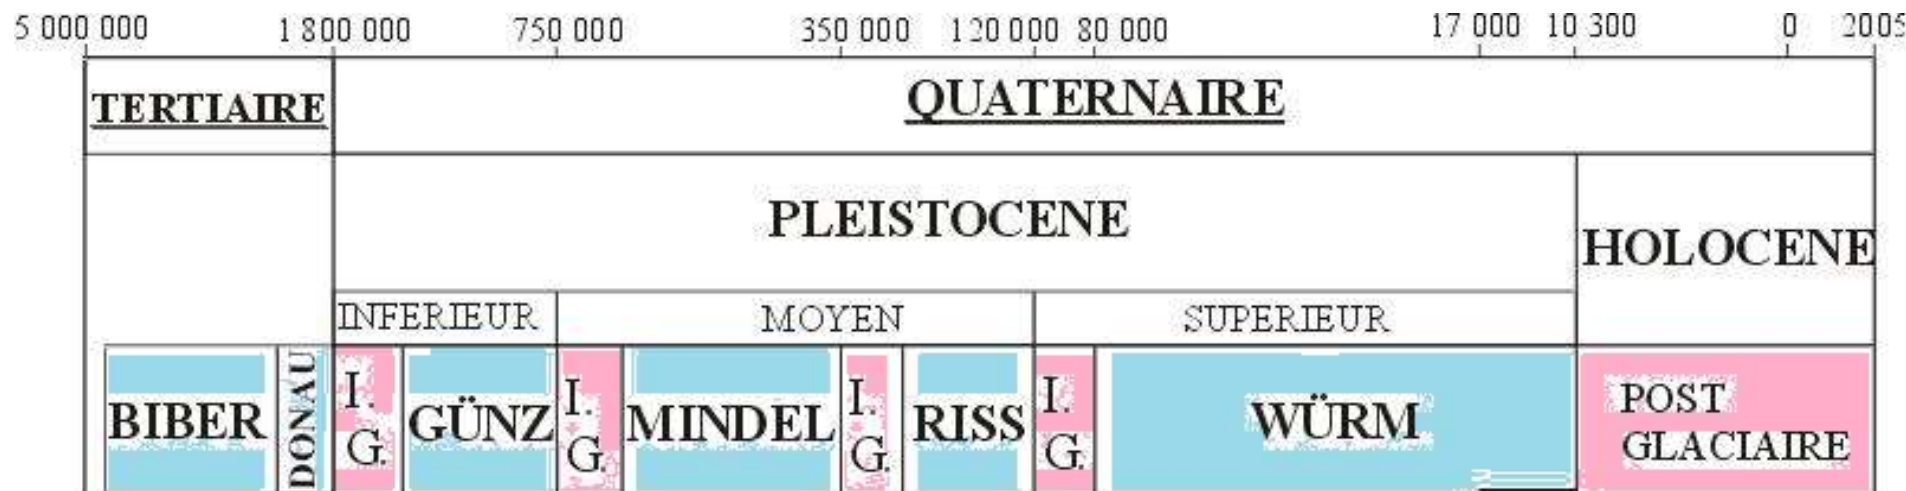 5 000 000 1 800 000 750 000 350 000 120 000 80 000 17 000 10 300 0 2005
TERTIAIRE QUATERNAIRE
PLEISTOCENE
HOLOCENE
INFERIEUR MOYEN SUPERIEUR
BIBER DONAU I. G. GÜNZ I. G. MINDEL I. G. RISS I. G. WÜRM POST
GLACIAIRE